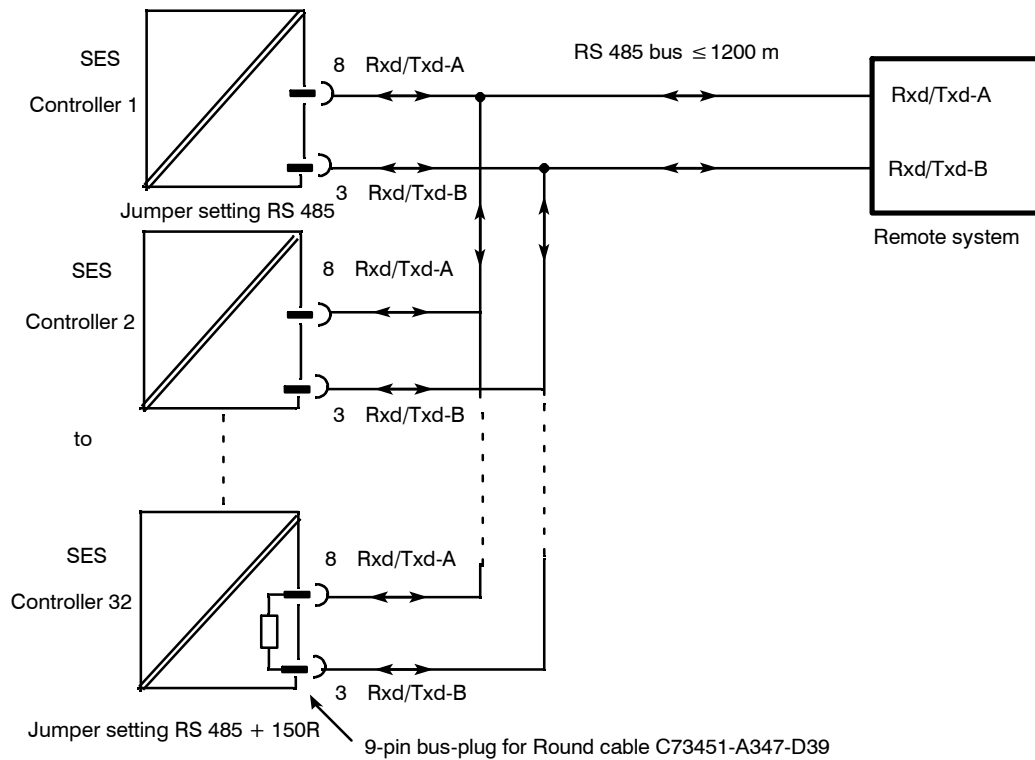 SES
Controller 1
8 Rxd/Txd-A
RS 485 bus ≤1200 m
Rxd/Txd-A
Rxd/Txd-B
Remote system
3 Rxd/Txd-B
Jumper setting RS 485
SES
Controller 2
8 Rxd/Txd-A
3 Rxd/Txd-B
to
SES
Controller 32
8 Rxd/Txd-A
3 Rxd/Txd-B
Jumper setting RS 485 + 150R
9-pin bus-plug for Round cable C73451-A347-D39